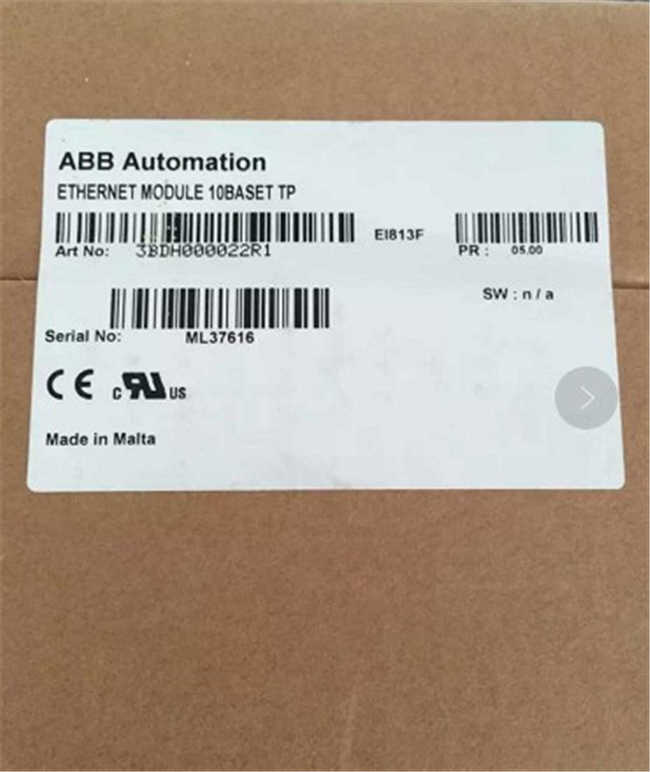 ABB Automation
ETHERNET MODULE 10BASET TP
EI813F
Art No: 3BDH000022R1
PR : 05.00
SW : n / a
Serial No: ML37616
CE c RU US
Made in Malta